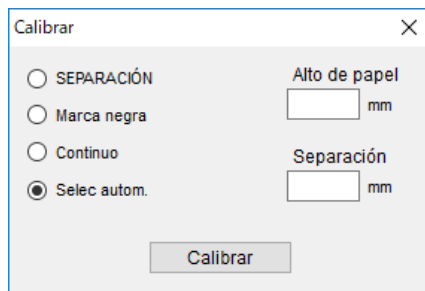 Calibrar
SEPARACIÓN
Marca negra
Continuo
Selec autom.
Alto de papel
mm
Separación
mm
Calibrar